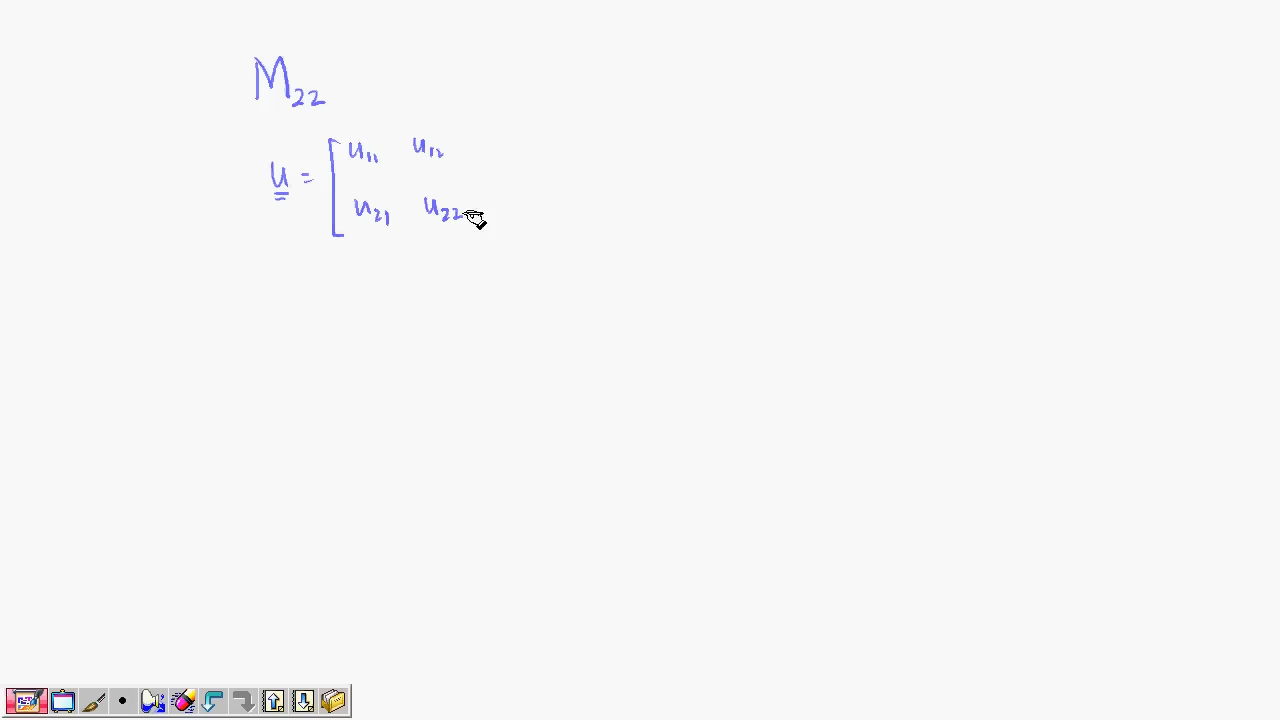 M₂₂
u = [ u₁₁ u₁₂
u₂₁ u₂₂